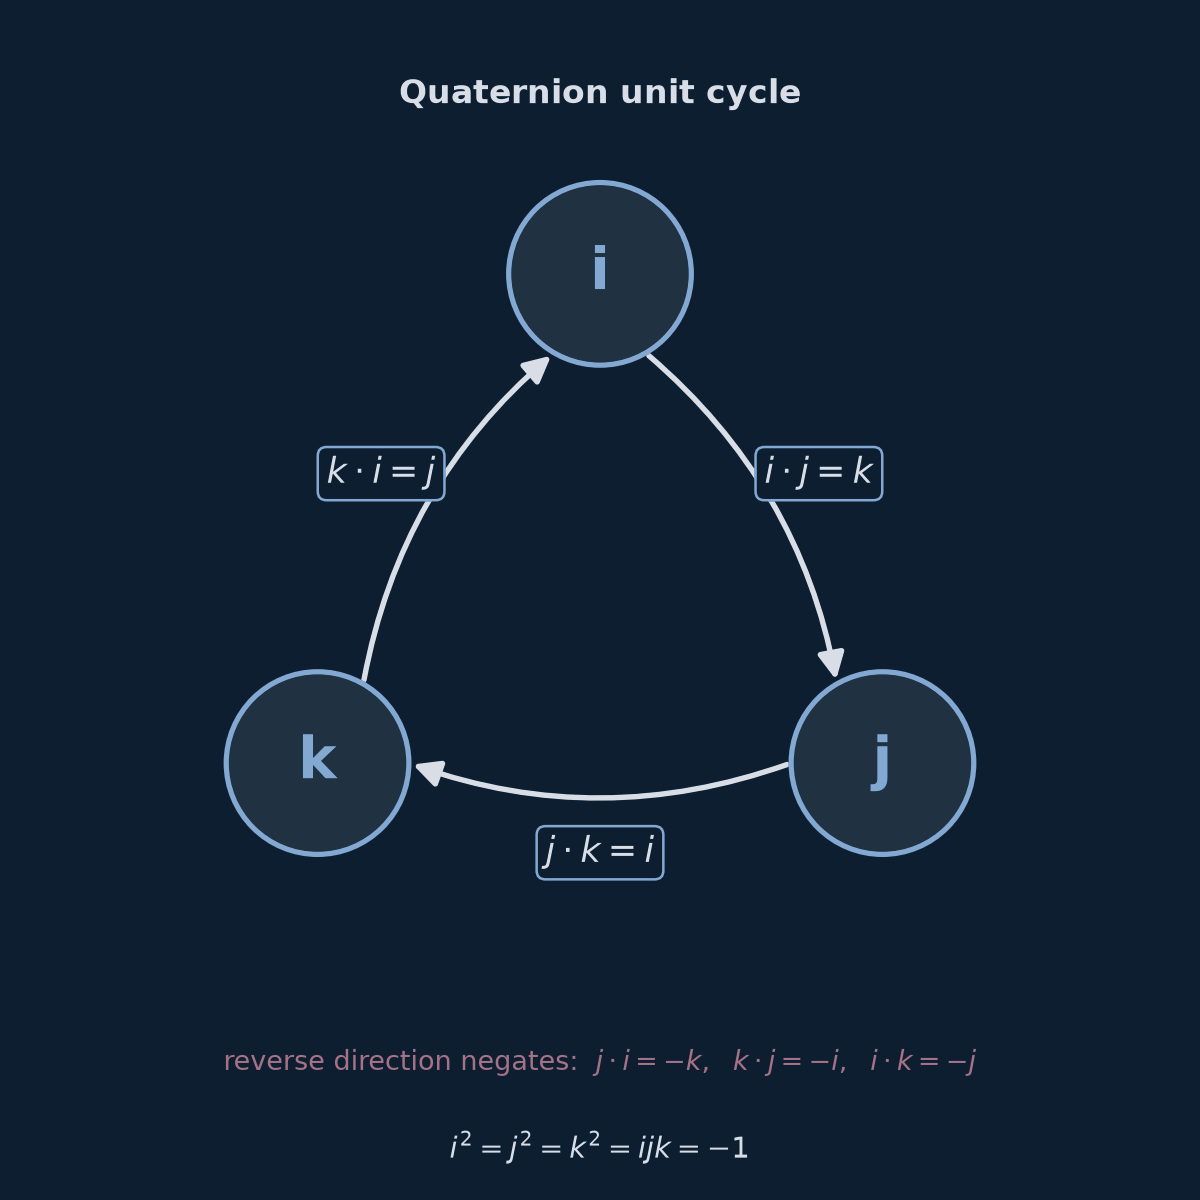 Quaternion unit cycle
i
k · i = j
i · j = k
k
j
j · k = i
reverse direction negates: j · i = −k, k · j = −i, i · k = −j
i² = j² = k² = ijk = −1